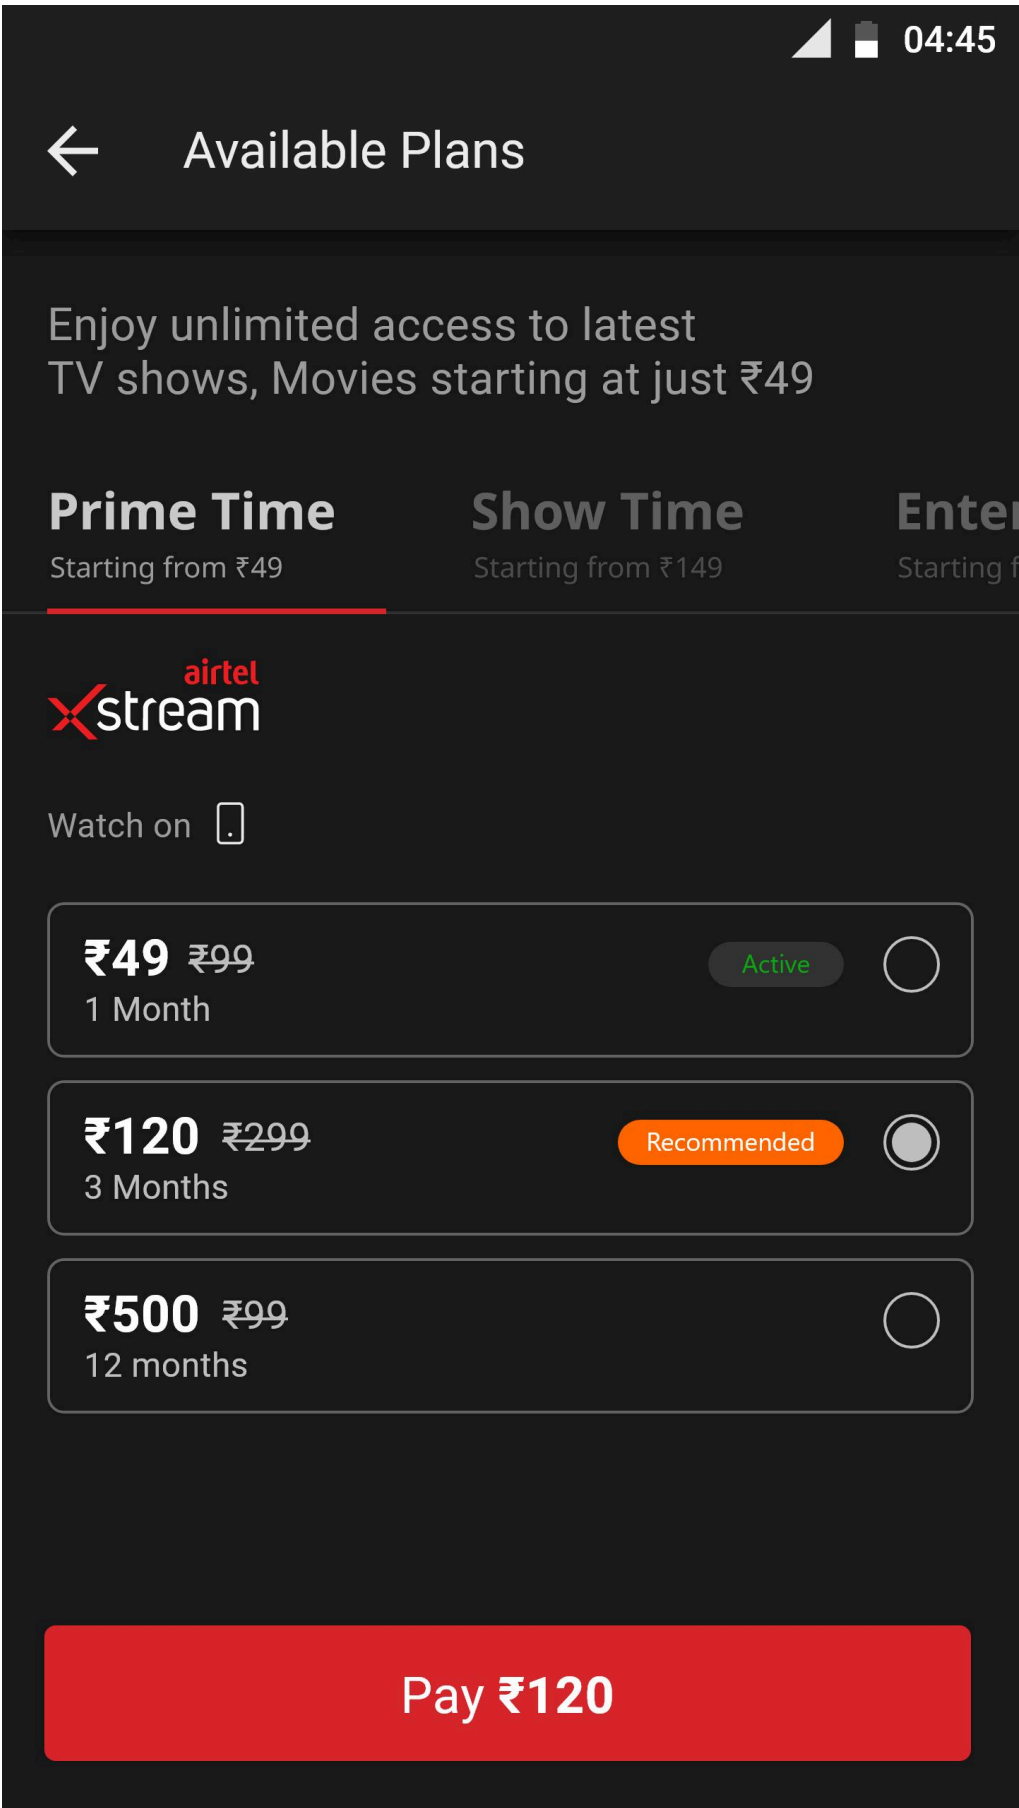 04:45
Available Plans
Enjoy unlimited access to latest
TV shows, Movies starting at just ₹49
Prime Time
Starting from ₹49
Show Time
Starting from ₹149
Enter
Starting f
airtel
xstream
Watch on
₹49 ₹99
Active
1 Month
₹120 ₹299
Recommended
3 Months
₹500 ₹99
12 months
Pay ₹120